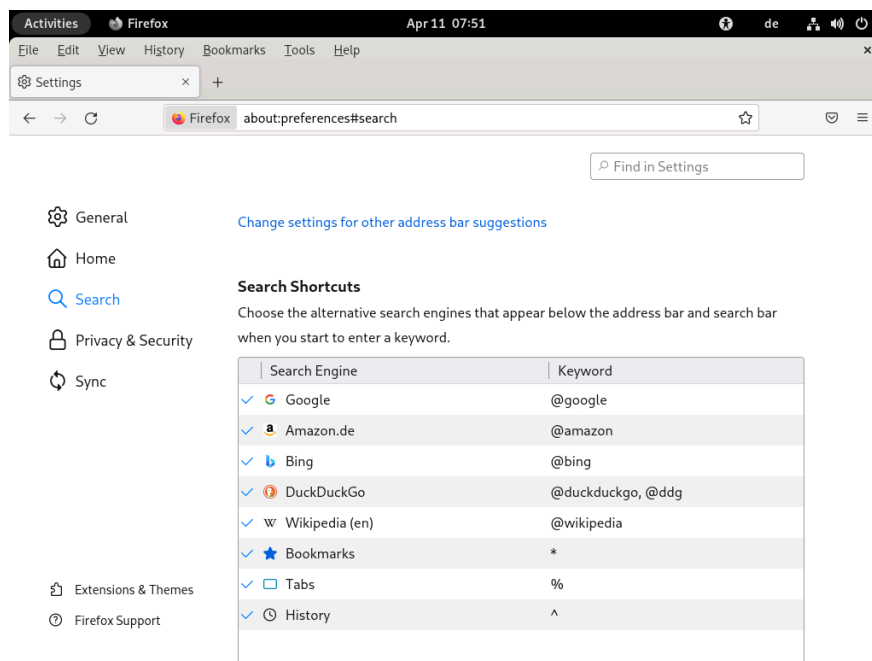 Activities Firefox Apr 11 07:51 de
File Edit View History Bookmarks Tools Help
Settings
Firefox about:preferences#search
Find in Settings
General
Home
Search
Privacy & Security
Sync
Extensions & Themes
Firefox Support
Change settings for other address bar suggestions
Search Shortcuts
Choose the alternative search engines that appear below the address bar and search bar
when you start to enter a keyword.
Search Engine Keyword
Google @google
Amazon.de @amazon
Bing @bing
DuckDuckGo @duckduckgo, @ddg
Wikipedia (en) @wikipedia
Bookmarks *
Tabs %
History ^